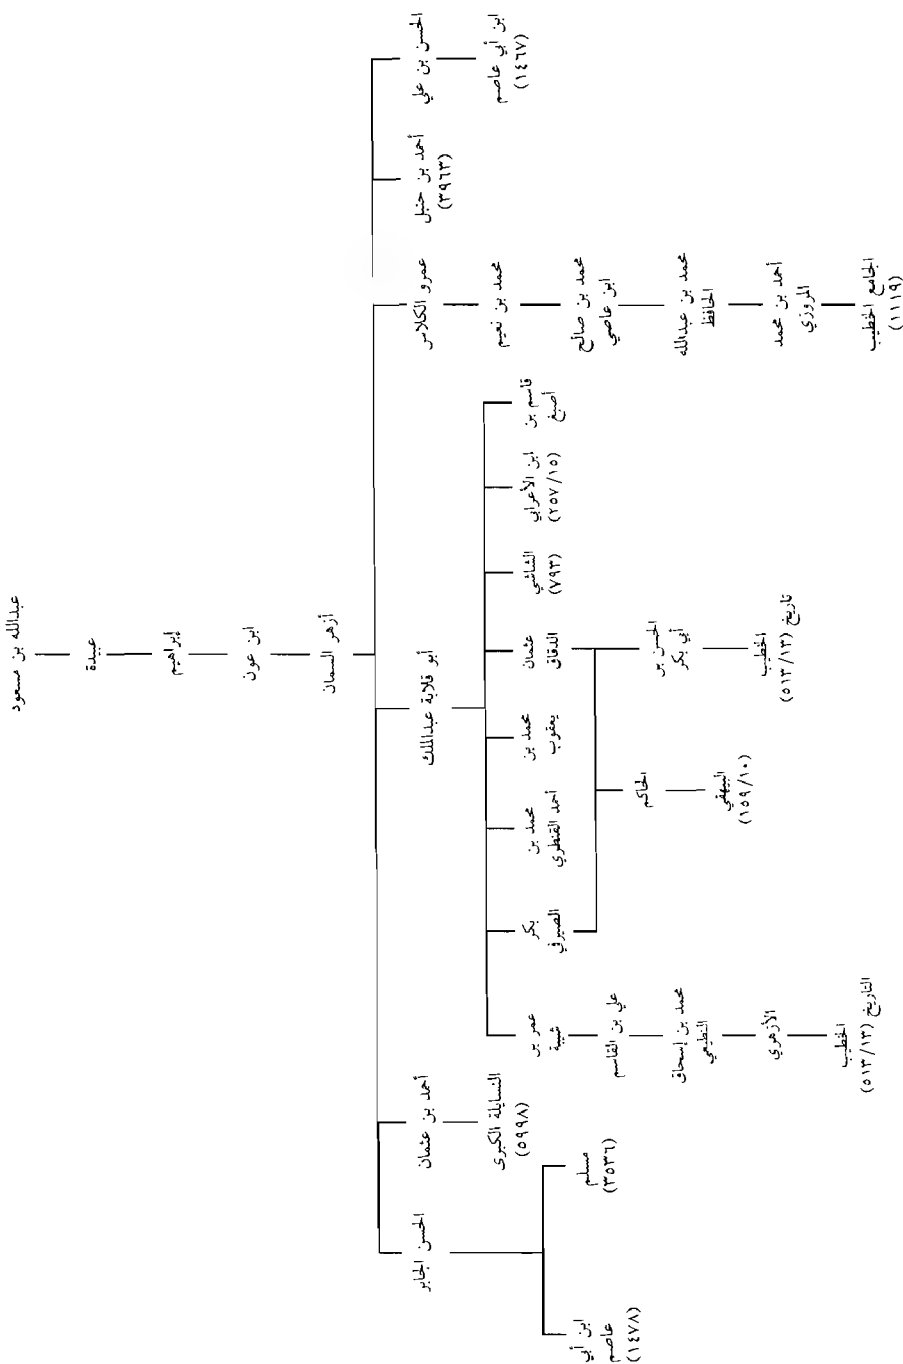 عبدالله بن مسعود
عبيدة
إبراهيم
ابن عون
أزهر السمان
الحسن بن علي
ابن أبي عاصم
(١٤٦٧)
أحمد بن حنبل
(٣٩٦٣)
عمرو الكلاس
محمد بن نعيم
محمد بن صالح
ابن عاصي
محمد بن عبدالله
الحافظ
أحمد بن محمد
المروزي
الجامع الخطيب
(١١١٩)
أبو قلابة عبدالملك
قاسم بن
أصبغ
ابن الأعرابي
(٢٥٧/١٥)
الشاشي
(٧٩٣)
عثمان
الدقاق
محمد بن
يعقوب
محمد بن
أحمد القنطري
بكر
الصيرفي
الحسن بر
أبي بكر
الخطيب
تاريخ (٥١٣/١٣)
الحاكم
البيهقي
(١٥٩/١٠)
عمر بر
شيبة
علي بن القاسم
محمد بن إسحاق
القطيعي
الأزهري
الخطيب
التاريخ (٥١٣/١٣)
أحمد بن عثمان
النسايلة الكبرى
(٥٩٩٨)
الحسن الجابر
مسلم
(٣٥٣٦)
ابن أبي
عاصم
(١٤٧٨)